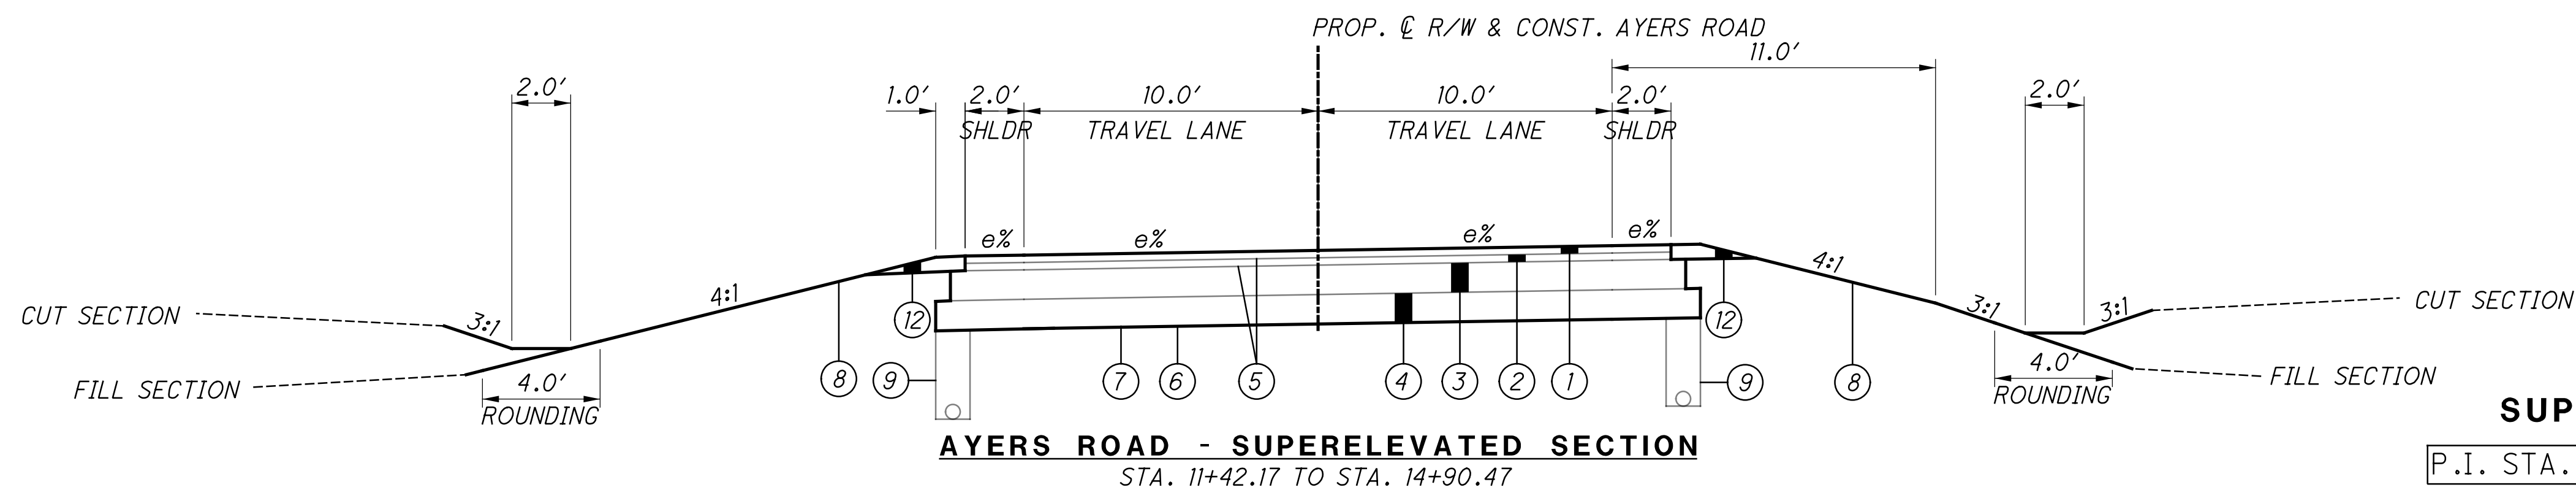 PROP. ℄ R/W & CONST. AYERS ROAD
11.0'
2.0'
1.0'
2.0'
10.0'
10.0'
2.0'
2.0'
SHLDR
TRAVEL LANE
TRAVEL LANE
SHLDR
e%
e%
e%
e%
4:1
4:1
CUT SECTION
3:1
12
12
3:1
3:1
CUT SECTION
FILL SECTION
4.0'
ROUNDING
8
9
7
6
5
4
3
2
1
9
8
4.0'
ROUNDING
FILL SECTION
SUP
AYERS ROAD - SUPERELEVATED SECTION
STA. 11+42.17 TO STA. 14+90.47
P.I. STA.